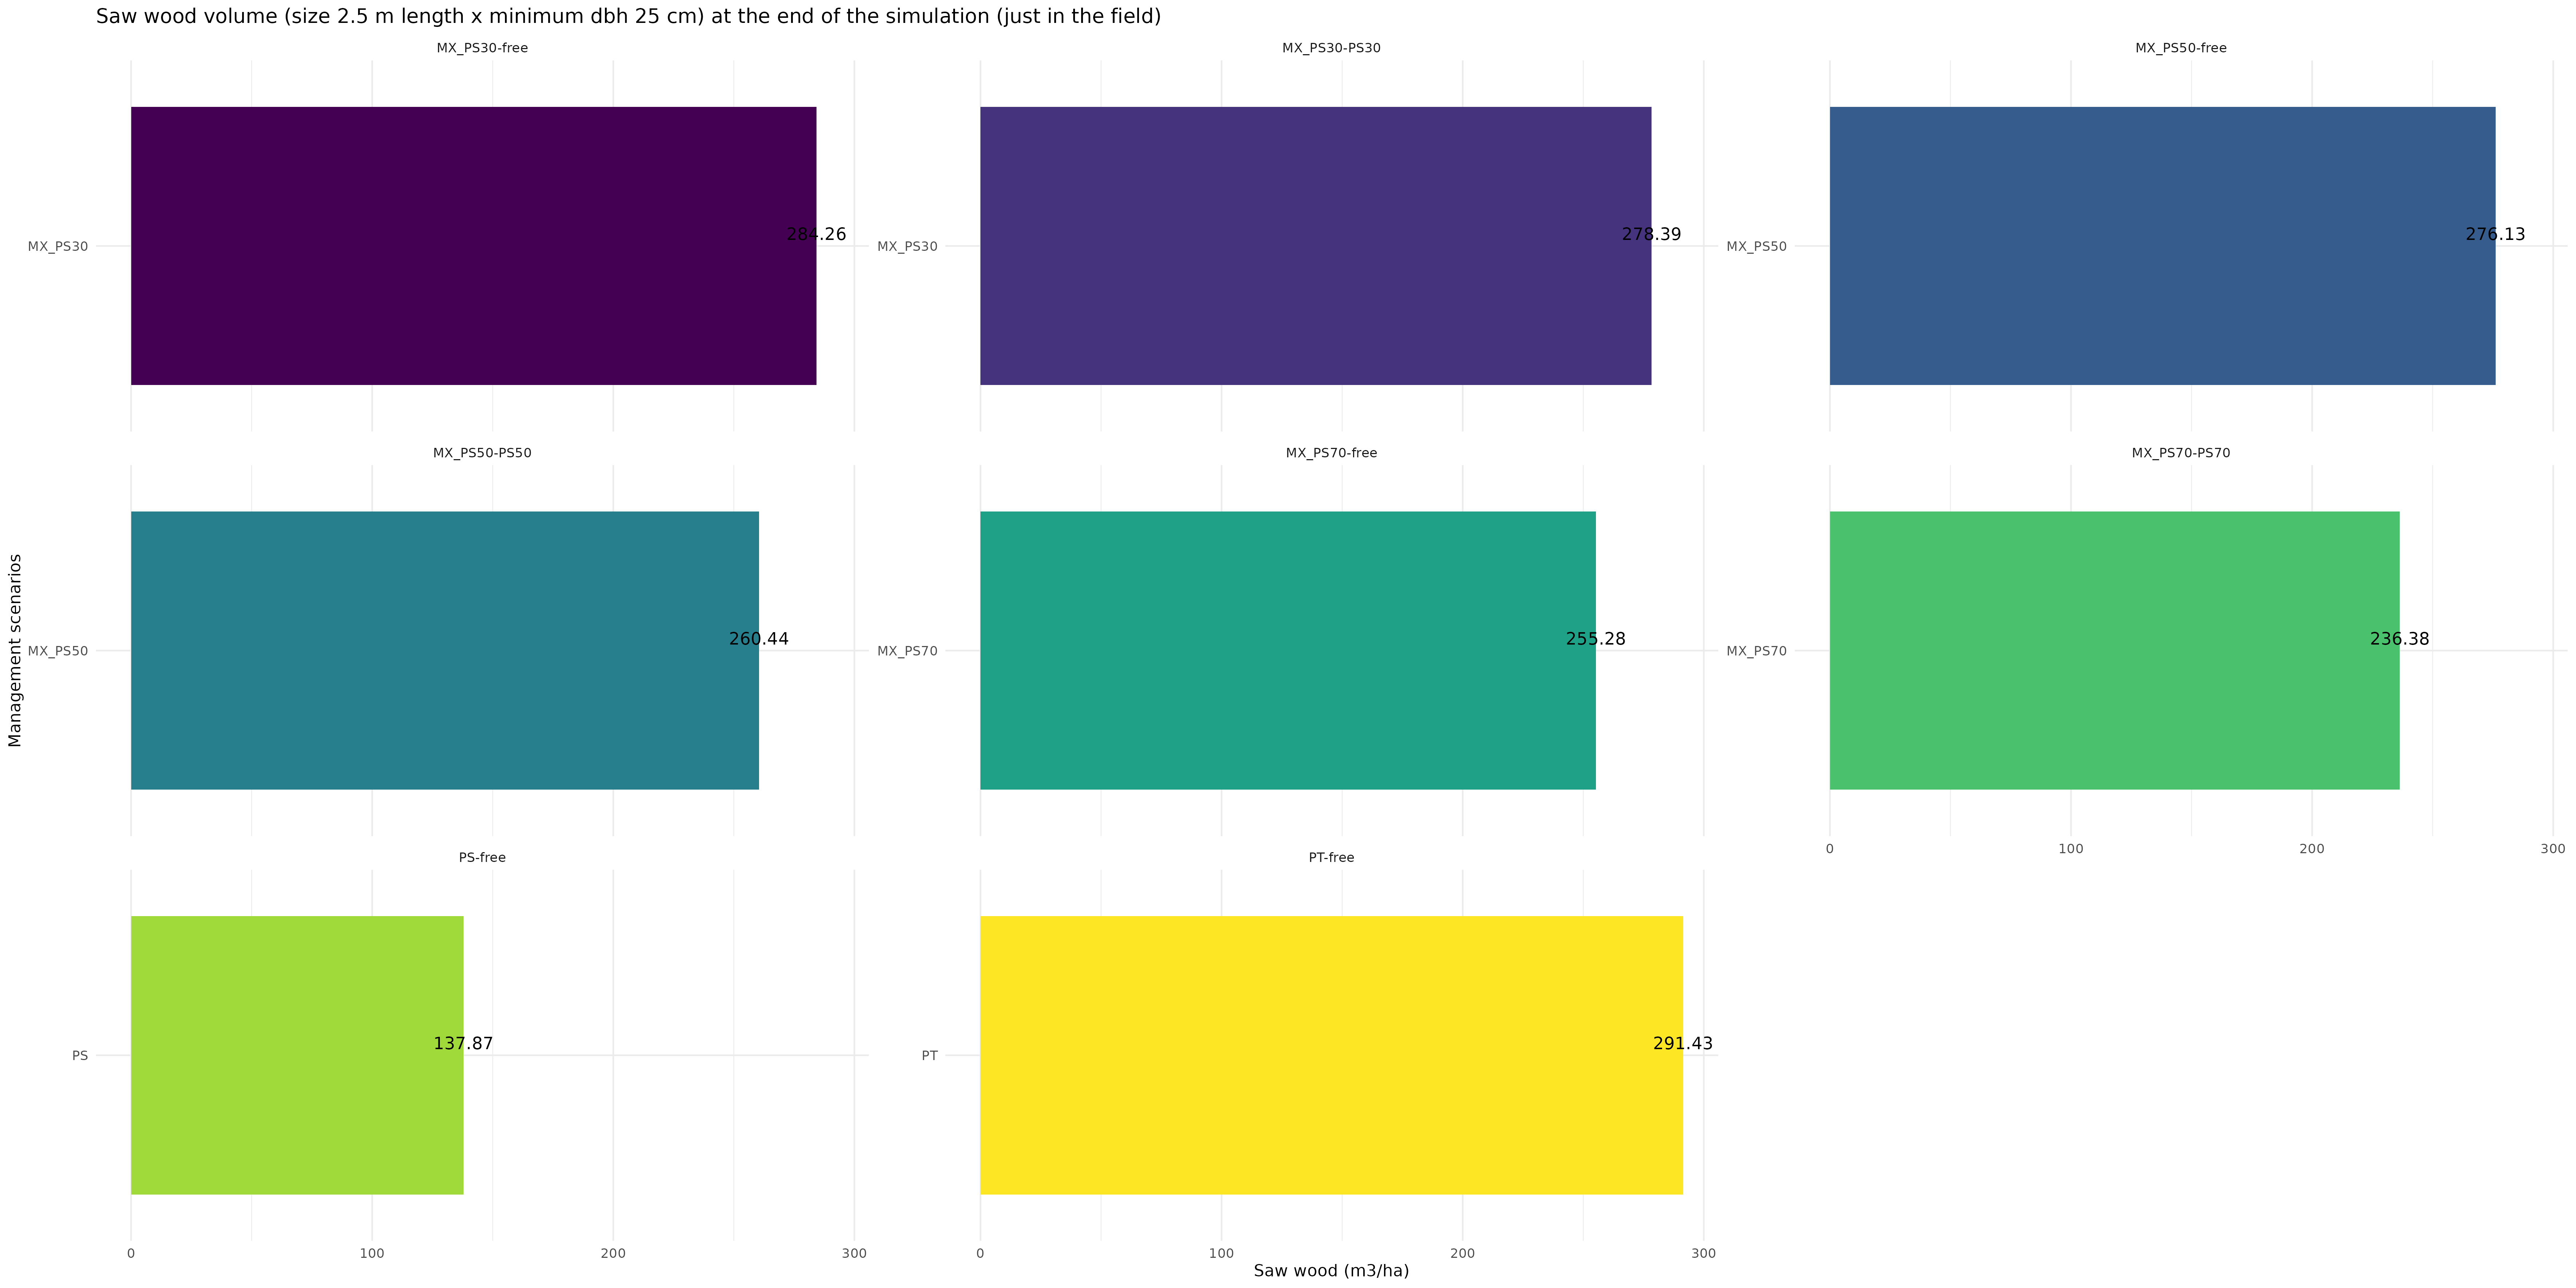 Saw wood volume (size 2.5 m length x minimum dbh 25 cm) at the end of the simulation (just in the field)
MX_PS30-free
MX_PS30-PS30
MX_PS50-free
MX_PS30
284.26
MX_PS30
278.39
MX_PS50
276.13
MX_PS50-PS50
MX_PS70-free
MX_PS70-PS70
MX_PS50
260.44
MX_PS70
255.28
MX_PS70
236.38
0 100 200 300
PS-free
PT-free
PS
137.87
PT
291.43
0 100 200 300
0 100 200 300
Saw wood (m3/ha)
Management scenarios